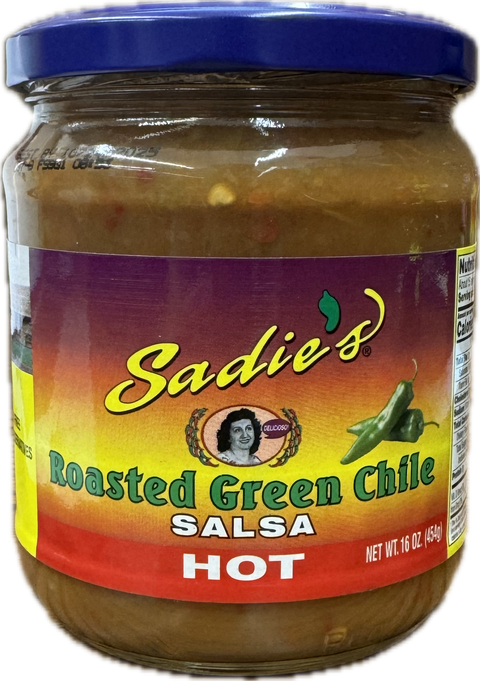 Sadie's®
DELICIOSO!
Roasted Green Chile
SALSA
HOT
NET WT. 16 OZ. (454g)